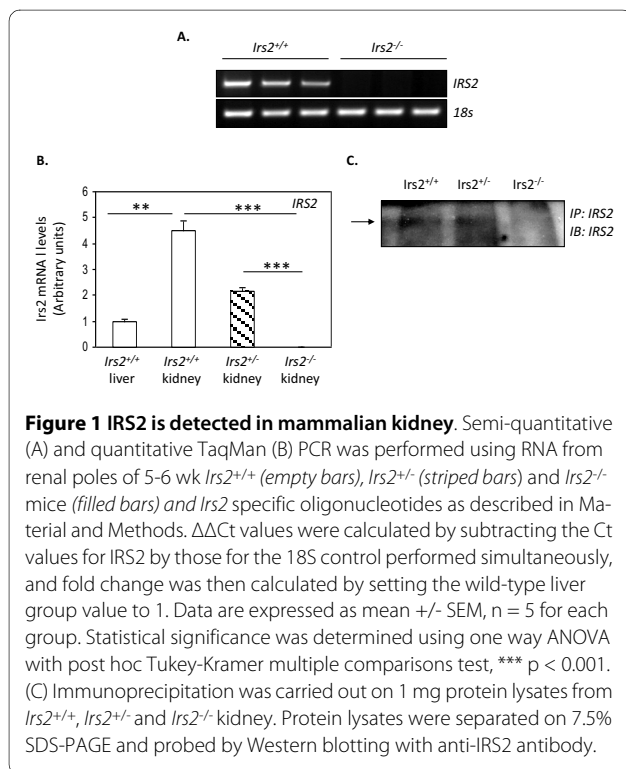 A.
Irs2+/+ Irs2-/-
IRS2
18s
B.
IRS2
** ***
***
Irs2 mRNA l levels
(Arbitrary units)
6
5
4
3
2
1
0
Irs2+/+ Irs2+/+ Irs2+/- Irs2-/-
liver kidney kidney kidney
C.
Irs2+/+ Irs2+/- Irs2-/-
IP: IRS2
IB: IRS2
Figure 1 IRS2 is detected in mammalian kidney. Semi-quantitative
(A) and quantitative TaqMan (B) PCR was performed using RNA from
renal poles of 5-6 wk Irs2+/+ (empty bars), Irs2+/- (striped bars) and Irs2-/-
mice (filled bars) and Irs2 specific oligonucleotides as described in Ma-
terial and Methods. ΔΔCt values were calculated by subtracting the Ct
values for IRS2 by those for the 18S control performed simultaneously,
and fold change was then calculated by setting the wild-type liver
group value to 1. Data are expressed as mean +/- SEM, n = 5 for each
group. Statistical significance was determined using one way ANOVA
with post hoc Tukey-Kramer multiple comparisons test, *** p < 0.001.
(C) Immunoprecipitation was carried out on 1 mg protein lysates from
Irs2+/+, Irs2+/- and Irs2-/- kidney. Protein lysates were separated on 7.5%
SDS-PAGE and probed by Western blotting with anti-IRS2 antibody.